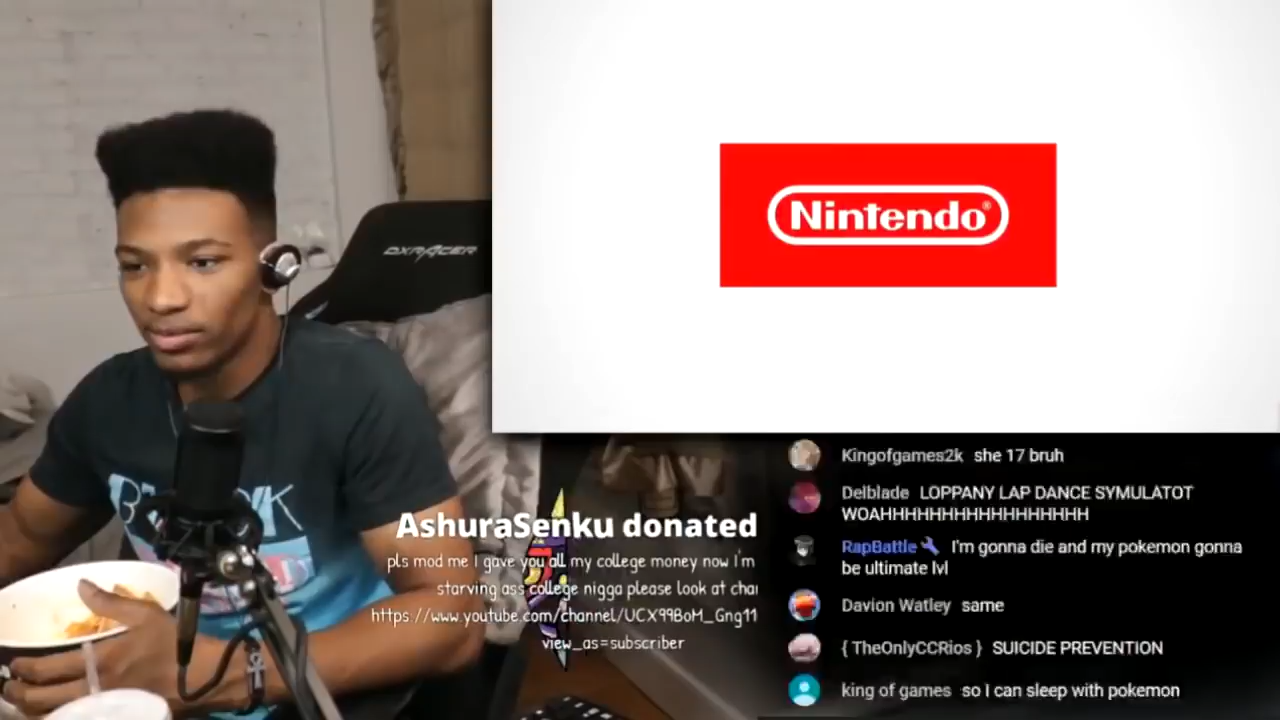 Nintendo®
DXRACER
AshuraSenku donated
pls mod me I gave you all my college money now I'm
starving ass college nigga please look at chan
https://www.youtube.com/channel/UCX99BoM_Gng11
view_as=subscriber
Kingofgames2k she 17 bruh
Delblade LOPPANY LAP DANCE SYMULATOT
WOAHHHHHHHHHHHHHHHHHH
RapBattle I'm gonna die and my pokemon gonna
be ultimate lvl
Davion Watley same
{ TheOnlyCCRios } SUICIDE PREVENTION
king of games so I can sleep with pokemon